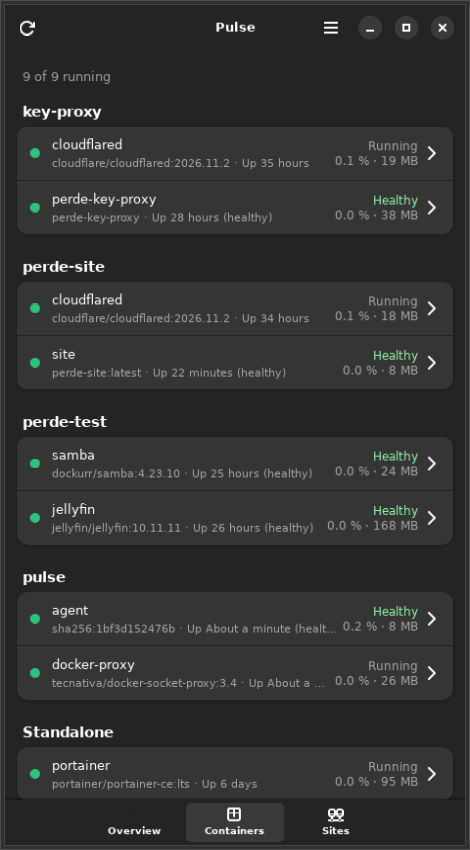 Pulse
9 of 9 running
key-proxy
cloudflared
Running
cloudflare/cloudflared:2026.11.2 · Up 35 hours
0.1 % · 19 MB
perde-key-proxy
Healthy
perde-key-proxy · Up 28 hours (healthy)
0.0 % · 38 MB
perde-site
cloudflared
Running
cloudflare/cloudflared:2026.11.2 · Up 34 hours
0.1 % · 18 MB
site
Healthy
perde-site:latest · Up 22 minutes (healthy)
0.0 % · 8 MB
perde-test
samba
Healthy
dockurr/samba:4.23.10 · Up 25 hours (healthy)
0.0 % · 24 MB
jellyfin
Healthy
jellyfin/jellyfin:10.11.11 · Up 26 hours (healthy)
0.0 % · 168 MB
pulse
agent
Healthy
sha256:1bf3d152476b · Up About a minute (healt…
0.2 % · 8 MB
docker-proxy
Running
tecnativa/docker-socket-proxy:3.4 · Up About a …
0.0 % · 26 MB
Standalone
portainer
Running
portainer/portainer-ce:lts · Up 6 days
0.0 % · 95 MB
Overview
Containers
Sites